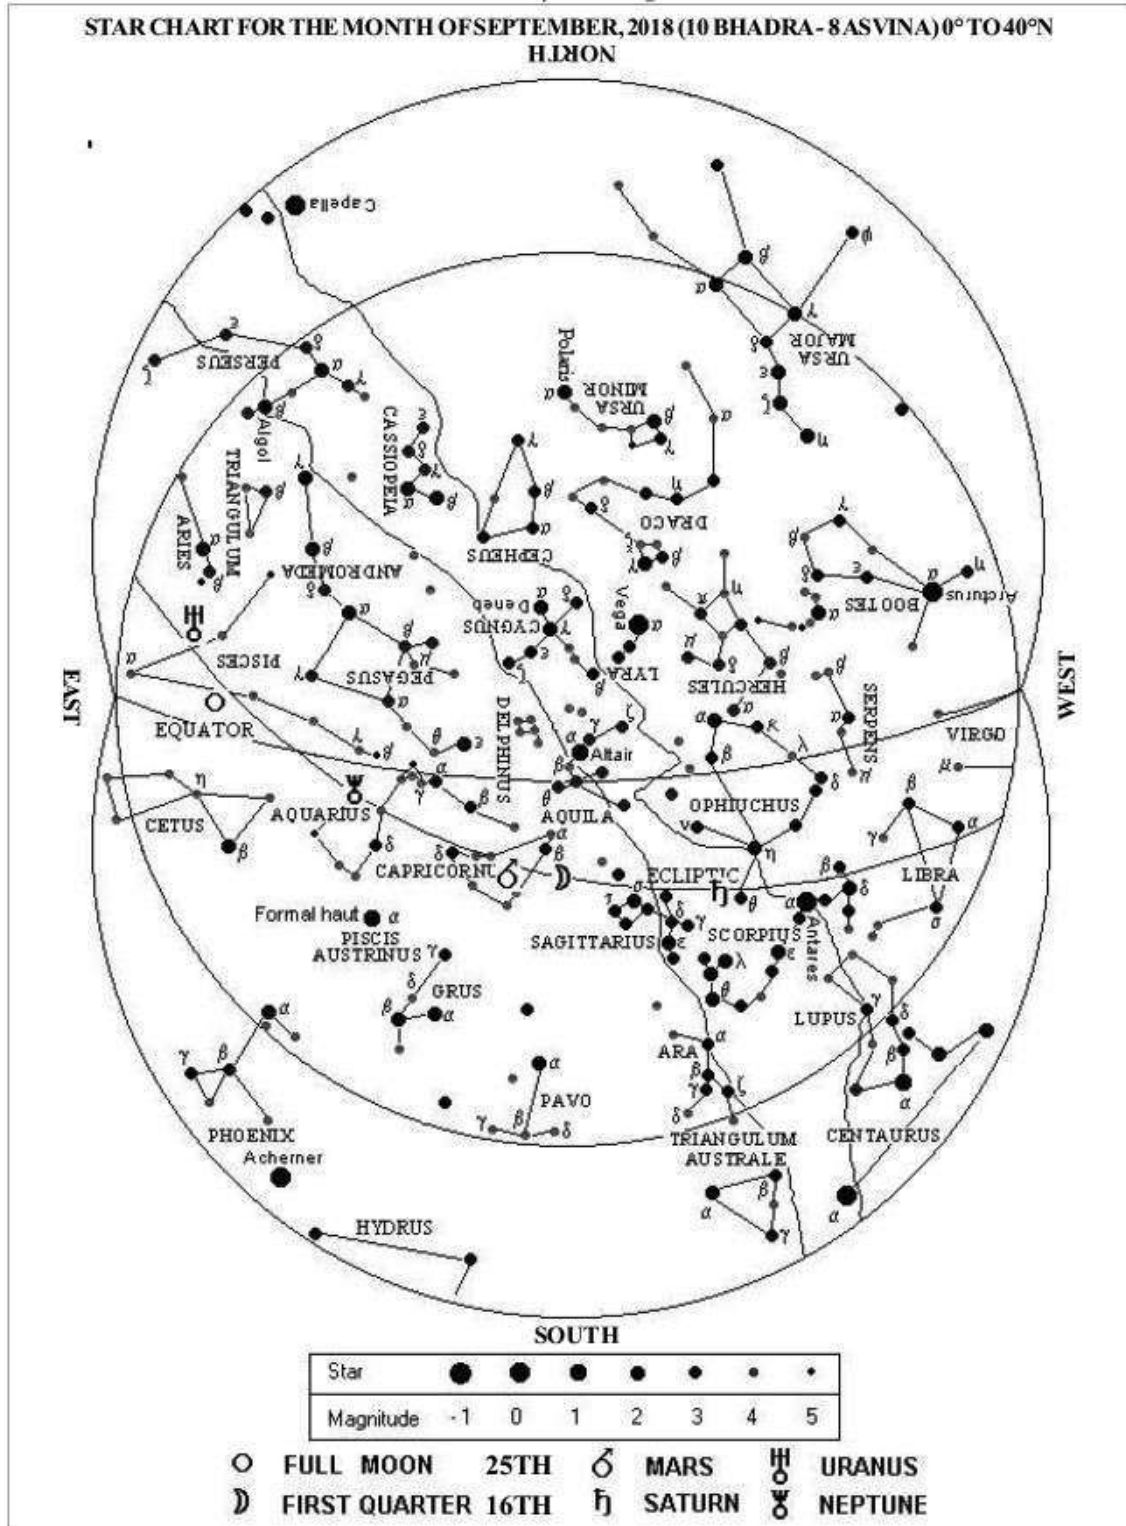 STAR CHART FOR THE MONTH OF SEPTEMBER, 2018 (10 BHADRA - 8 ASVINA) 0° TO 40°N
NORTH
Capella
φ
β
α
γ
URSA
MAJOR
δ
ε
ζ
η
ε
δ
PERSEUS
ζ
α
γ
β
Algol
Polaris
α
URSA
MINOR
β
γ
α
CASSIOPEIA
ε
δ
γ
α
β
TRIANGULUM
β
γ
γ
β
α
CEPHEUS
η
δ
DRACO
ξ
β
γ
ARIES
α
β
β
ANDROMEDA
δ
α
γ
β
δ
ε
α
η
Arcturus
BOOTES
Deneb
δ
CYGNUS
γ
ε
ζ
β
Vega
α
LYRA
η
π
μ
δ
β
HERCULES
α
PISCES
α
γ
β
β
μ
PEGASUS
γ
α
θ
ε
DELPHINUS
γ
ζ
α
Altair
β
θ
AQUILA
α
α
κ
β
λ
δ
ν
η
θ
OPHIUCHUS
β
α
μ
SERPENS
EAST
WEST
EQUATOR
VIRGO
μ
η
CETUS
β
AQUARIUS
α
γ
β
δ
CAPRICORNU
δ
α
β
ECLIPTIC
β
α
γ
LIBRA
σ
Formal haut
α
PISCIS
AUSTRINUS
σ
τ
δ
γ
ε
SAGITTARIUS
SCORPIUS
α
β
δ
Antares
ε
λ
θ
γ
δ
GRUS
β
α
LUPUS
γ
δ
β
α
ARA
α
β
γ
ζ
δ
α
γ
β
PHOENIX
Acherner
α
PAVO
γ
β
δ
TRIANGULUM
AUSTRALE
β
α
γ
CENTAURUS
α
HYDRUS
SOUTH
Star
Magnitude -1 0 1 2 3 4 5
FULL MOON 25TH MARS URANUS
FIRST QUARTER 16TH SATURN NEPTUNE